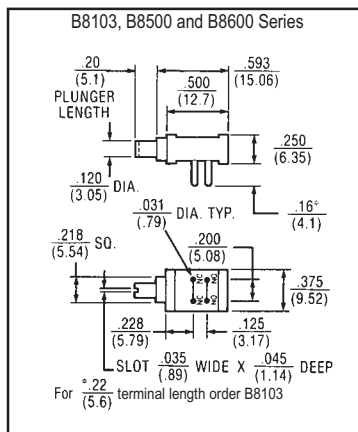 B8103, B8500 and B8600 Series
.20
(5.1)
PLUNGER
LENGTH
.593
(15.06)
.500
(12.7)
.250
(6.35)
.120
(3.05) DIA.
.031
(.79) DIA. TYP.
.16*
(4.1)
.218
(5.54) SQ.
.200
(5.08)
NC NO
NC NO
.375
(9.52)
.228
(5.79)
.125
(3.17)
SLOT .035 WIDE X .045 DEEP
(.89) (1.14)
For *.22 terminal length order B8103
(5.6)